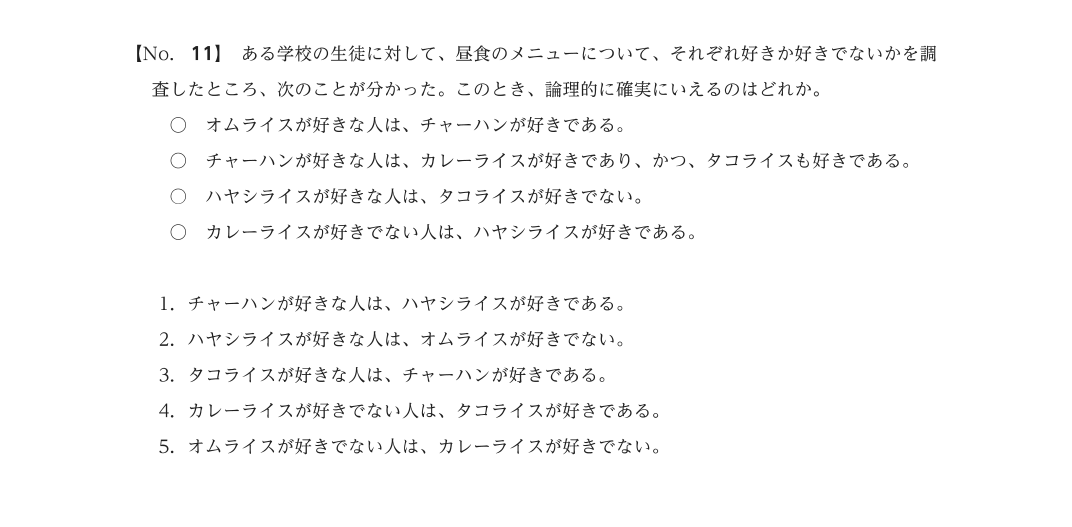 【No. 11】 ある学校の生徒に対して、昼食のメニューについて、それぞれ好きか好きでないかを調
査したところ、次のことが分かった。このとき、論理的に確実にいえるのはどれか。
○ オムライスが好きな人は、チャーハンが好きである。
○ チャーハンが好きな人は、カレーライスが好きであり、かつ、タコライスも好きである。
○ ハヤシライスが好きな人は、タコライスが好きでない。
○ カレーライスが好きでない人は、ハヤシライスが好きである。
1. チャーハンが好きな人は、ハヤシライスが好きである。
2. ハヤシライスが好きな人は、オムライスが好きでない。
3. タコライスが好きな人は、チャーハンが好きである。
4. カレーライスが好きでない人は、タコライスが好きである。
5. オムライスが好きでない人は、カレーライスが好きでない。